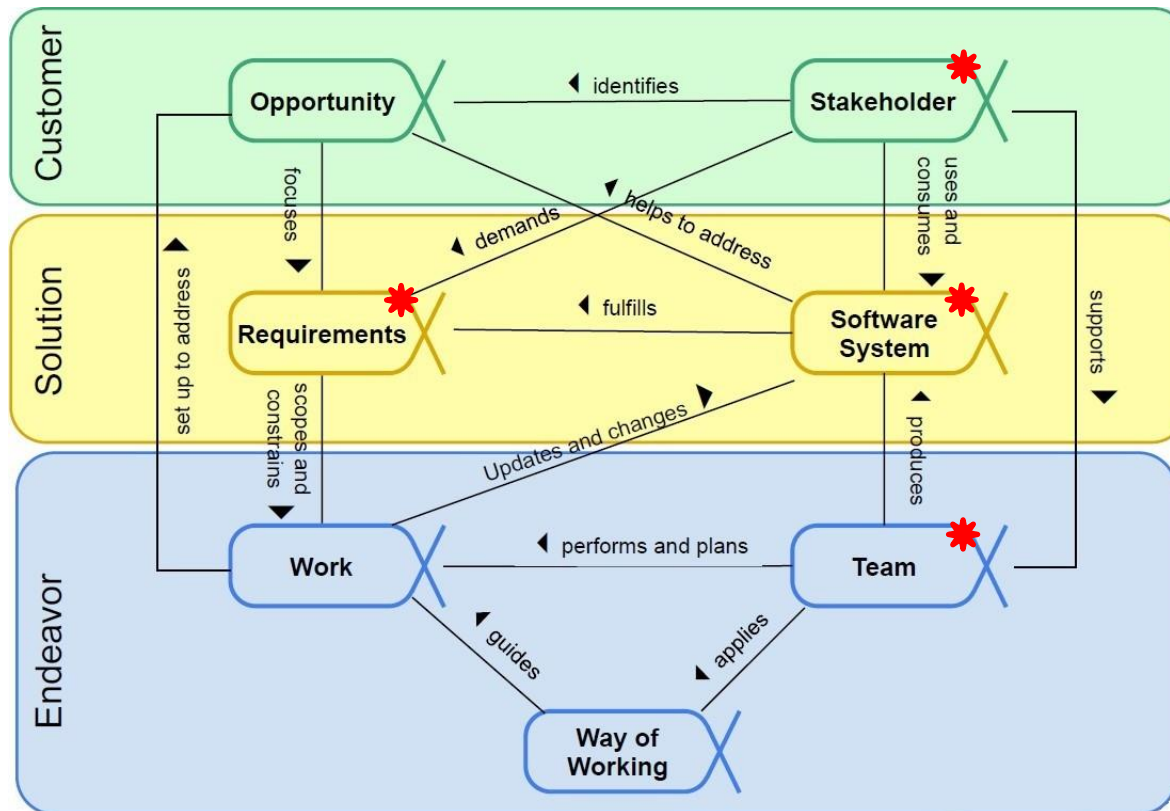 Customer
Opportunity
identifies
Stakeholder
focuses
demands
helps to address
uses and
consumes
Solution
set up to address
Requirements
fulfills
Software
System
supports
scopes and
constrains
Updates and changes
produces
Endeavor
Work
performs and plans
Team
guides
applies
Way of
Working